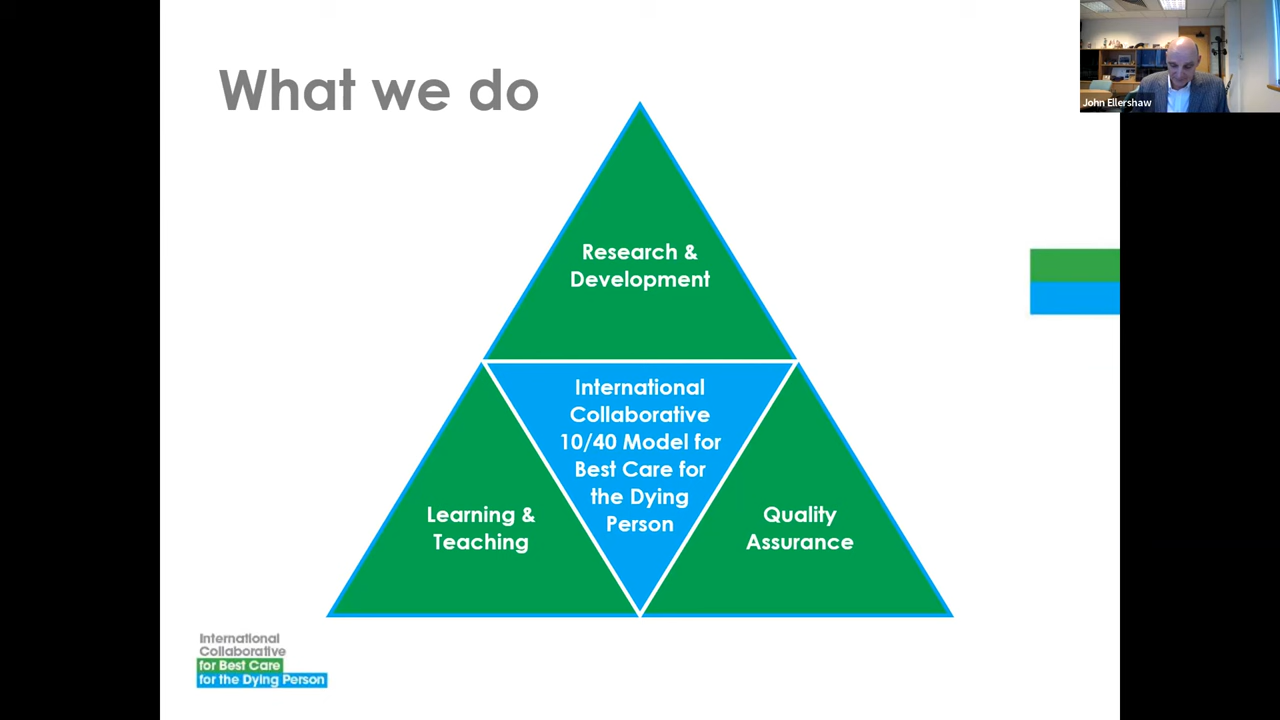 What we do
John Ellershaw
Research &
Development
International
Collaborative
10/40 Model for
Best Care for
the Dying
Person
Learning &
Teaching
Quality
Assurance
International
Collaborative
for Best Care
for the Dying Person